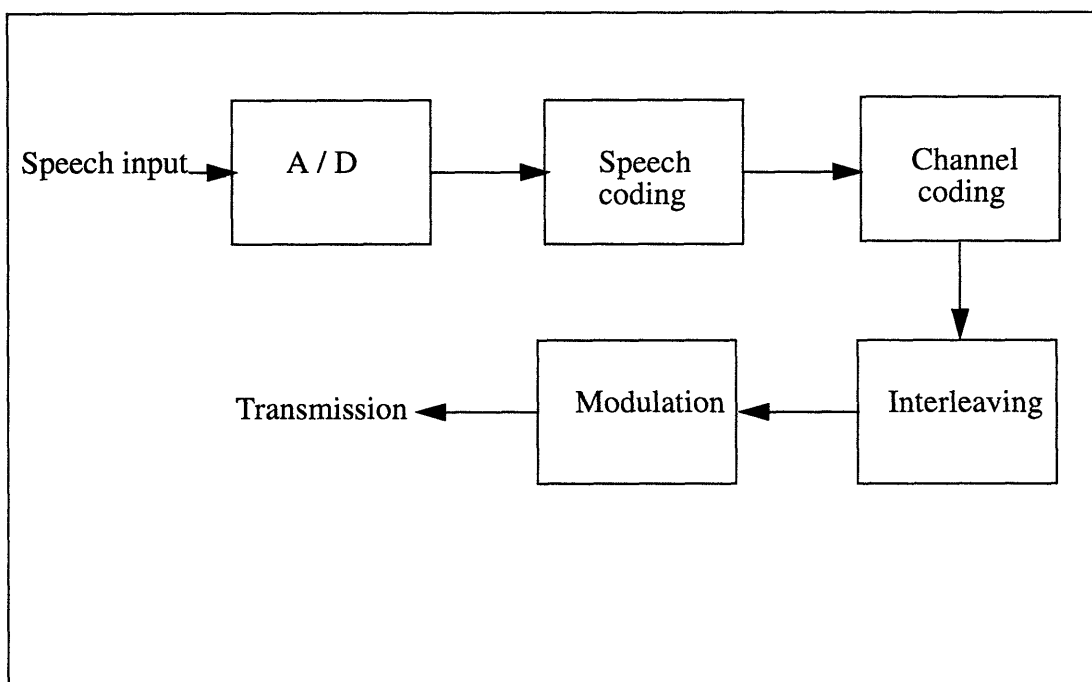 Speech input
A / D
Speech
coding
Channel
coding
Interleaving
Modulation
Transmission